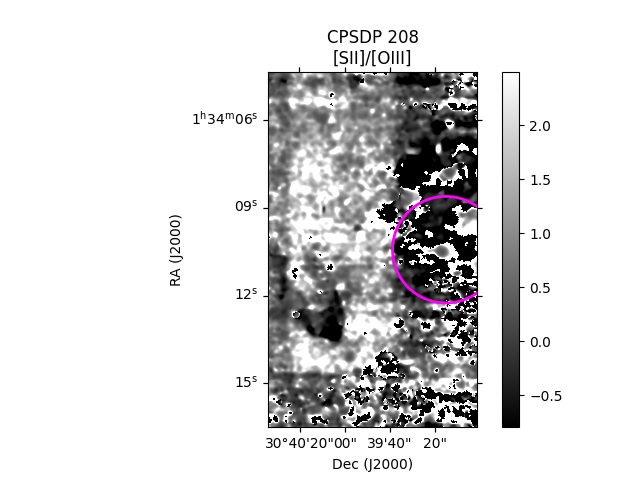 CPSDP 208
[SII]/[OIII]
1ʰ34ᵐ06ˢ
09ˢ
12ˢ
15ˢ
RA (J2000)
30°40'20"00" 39'40" 20"
Dec (J2000)
2.0
1.5
1.0
0.5
0.0
−0.5